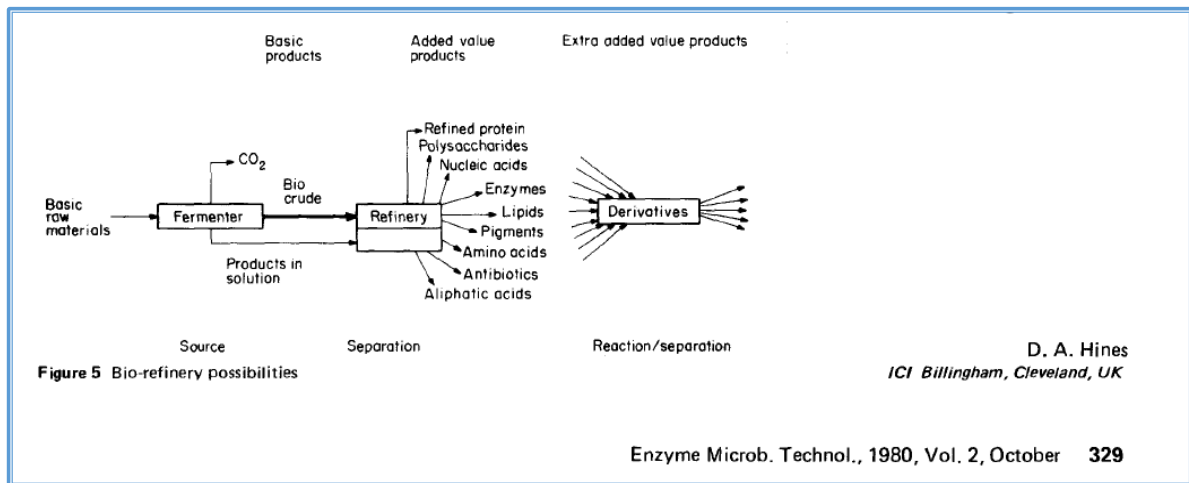 Basic
products
Added value
products
Extra added value products
Refined protein
Polysaccharides
Nucleic acids
CO2
Bio
crude
Enzymes
Basic
raw
materials
Fermenter
Refinery
Lipids
Derivatives
Pigments
Amino acids
Products in
solution
Antibiotics
Aliphatic acids
Source
Separation
Reaction/separation
D. A. Hines
Figure 5 Bio-refinery possibilities
ICI Billingham, Cleveland, UK
Enzyme Microb. Technol., 1980, Vol. 2, October 329